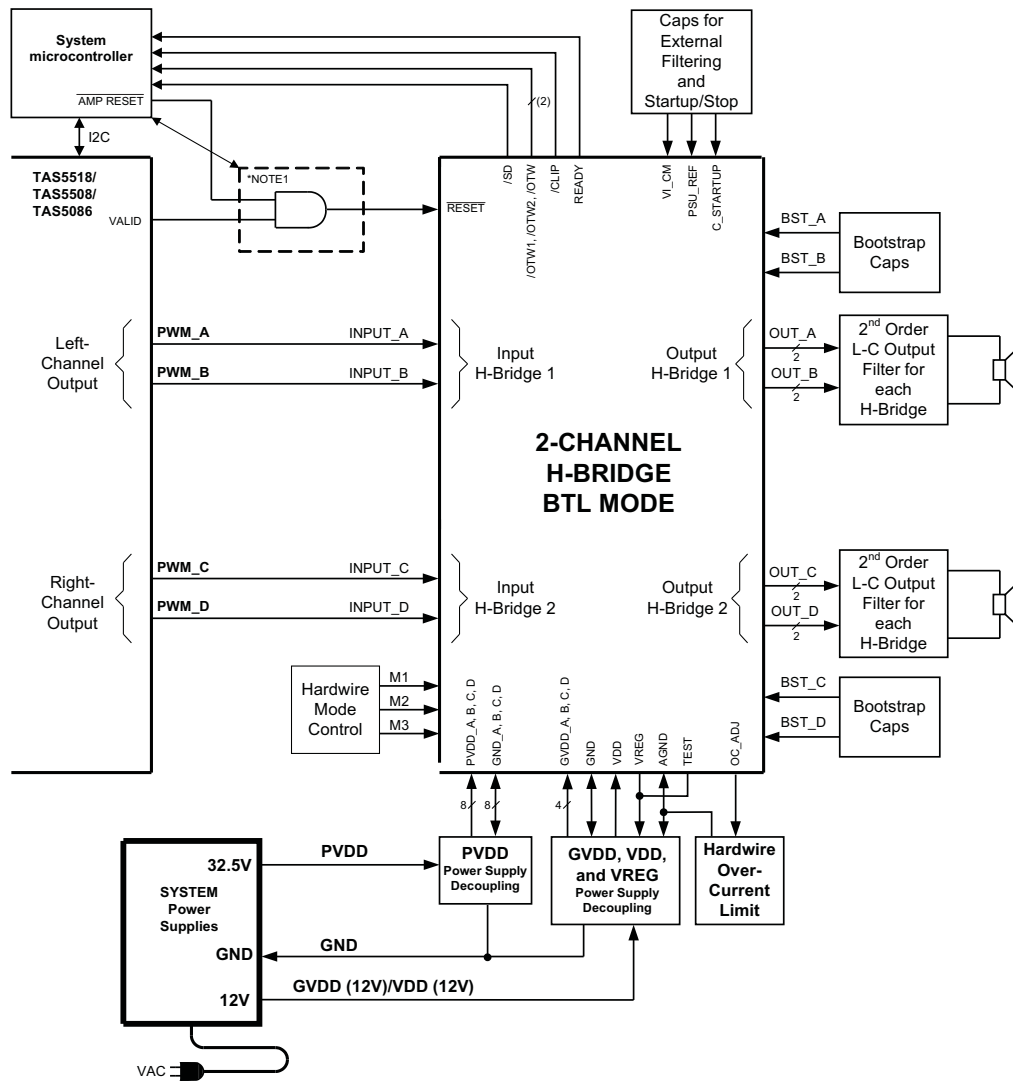 System
microcontroller
AMP RESET
I2C
TAS5518/
TAS5508/
TAS5086
VALID
*NOTE1
(2)
Caps for
External
Filtering
and
Startup/Stop
RESET
/SD
/OTW1, /OTW2, /OTW
/CLIP
READY
VI_CM
PSU_REF
C_STARTUP
BST_A
BST_B
Bootstrap
Caps
Left-
Channel
Output
PWM_A
INPUT_A
PWM_B
INPUT_B
Input
H-Bridge 1
Output
H-Bridge 1
OUT_A
2
OUT_B
2
2nd Order
L-C Output
Filter for
each
H-Bridge
2-CHANNEL
H-BRIDGE
BTL MODE
Right-
Channel
Output
PWM_C
INPUT_C
PWM_D
INPUT_D
Input
H-Bridge 2
Output
H-Bridge 2
OUT_C
2
OUT_D
2
2nd Order
L-C Output
Filter for
each
H-Bridge
Hardwire
Mode
Control
M1
M2
M3
PVDD_A, B, C, D
GND_A, B, C, D
GVDD_A, B, C, D
GND
VDD
VREG
AGND
TEST
OC_ADJ
BST_C
BST_D
Bootstrap
Caps
8
8
4
SYSTEM
Power
Supplies
32.5V
GND
12V
PVDD
GND
GVDD (12V)/VDD (12V)
PVDD
Power Supply
Decoupling
GVDD, VDD,
and VREG
Power Supply
Decoupling
Hardwire
Over-
Current
Limit
VAC